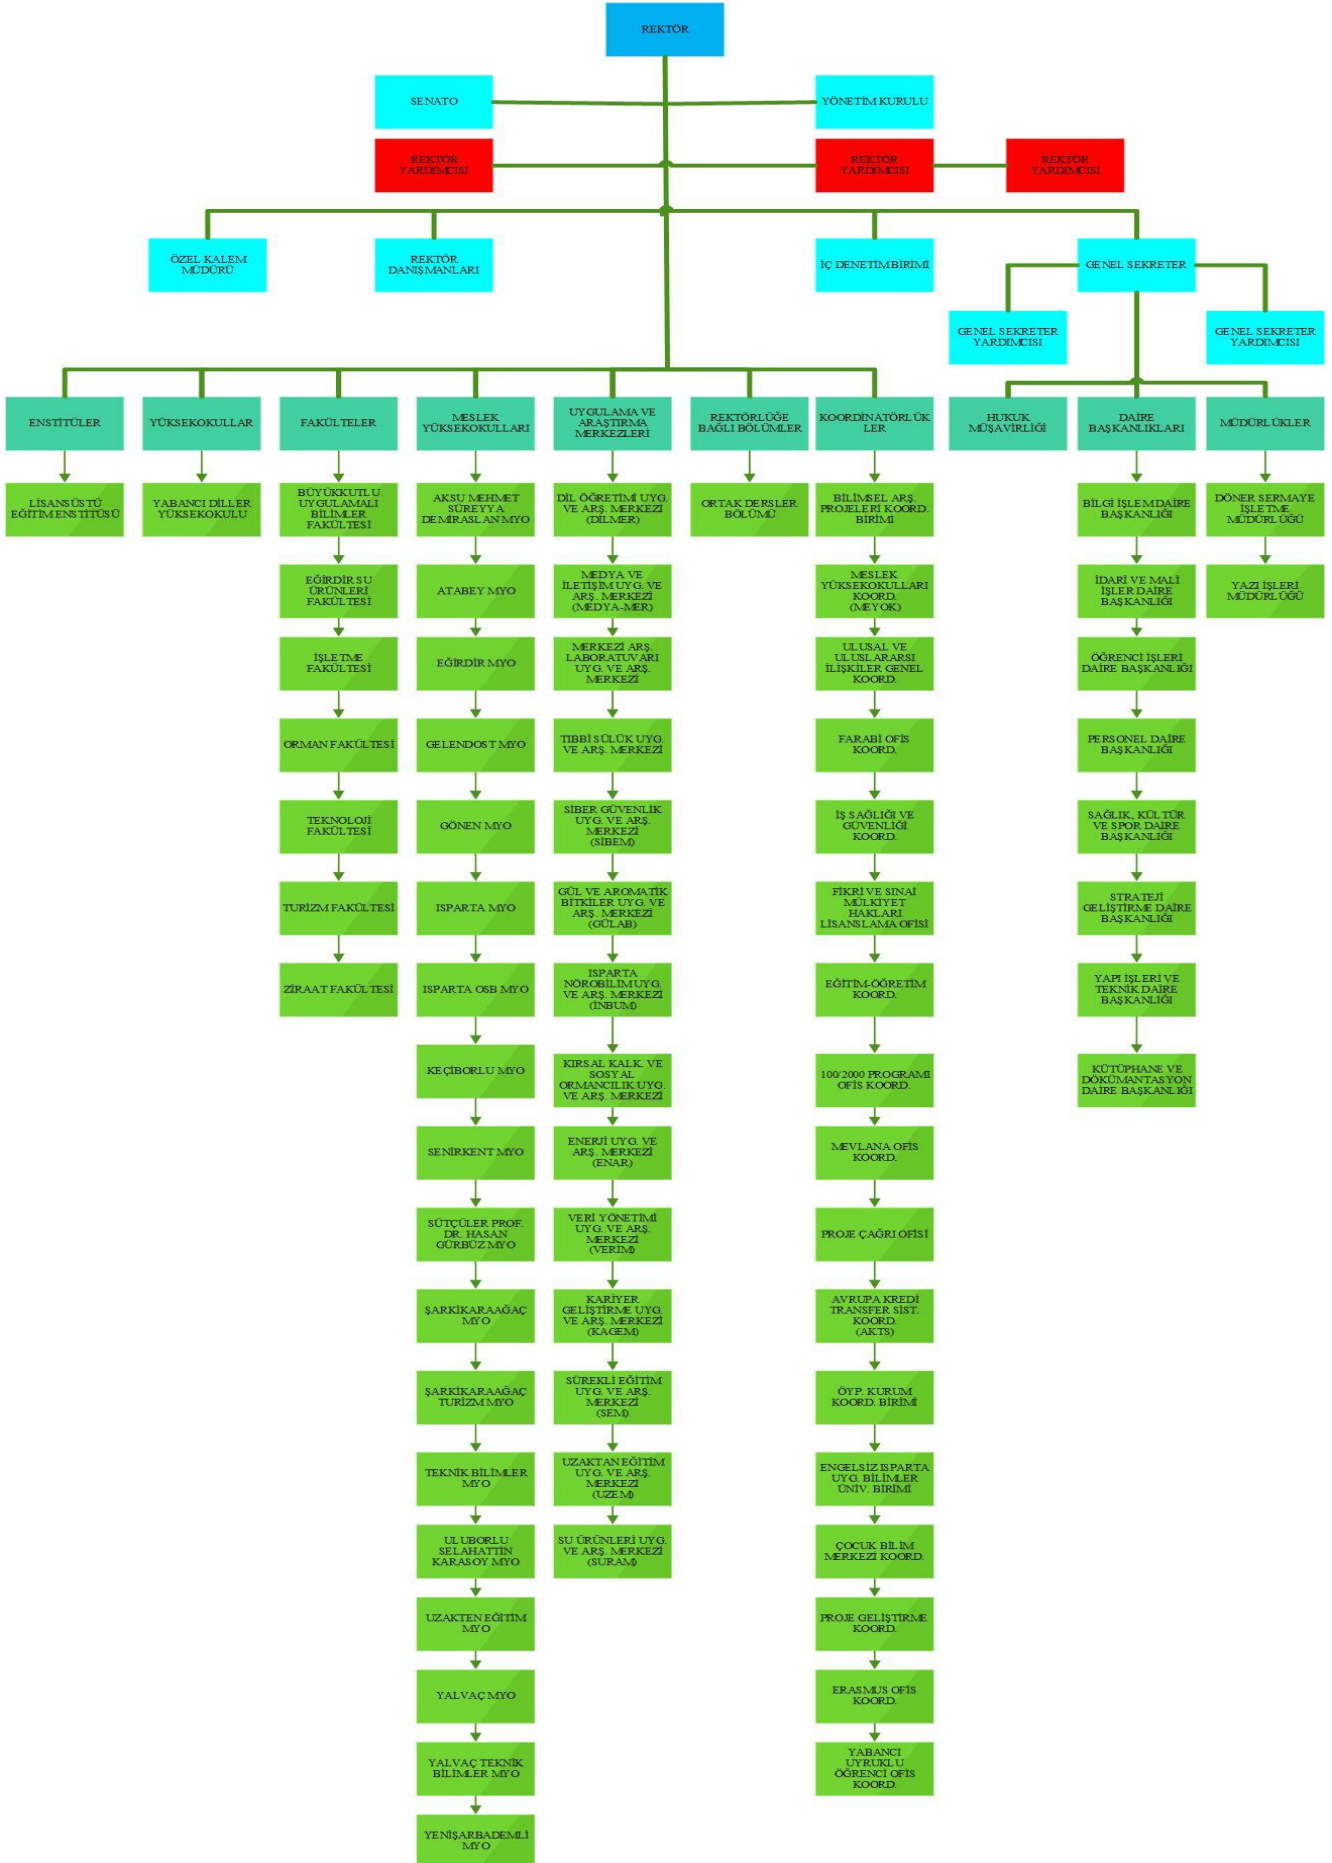 REKTÖR
SENATO
YÖNETİM KURULU
REKTÖR
YARDIMCISI
REKTÖR
YARDIMCISI
REKTÖR
YARDIMCISI
ÖZEL KALEM
MÜDÜRÜ
REKTÖR
DANIŞMANLARI
İÇ DENETİM BİRİMİ
GENEL SEKRETER
GENEL SEKRETER
YARDIMCISI
GENEL SEKRETER
YARDIMCISI
ENSTİTÜLER
LİSANSÜSTÜ
EĞİTİM ENSTİTÜSÜ
YÜKSEKOKULLAR
YABANCI DİLLER
YÜKSEKOKULU
FAKÜLTELER
BÜYÜKKUTLU
UYGULAMALI
BİLİMLER
FAKÜLTESİ
EĞİRDİR SU
ÜRÜNLERİ
FAKÜLTESİ
İŞLETME
FAKÜLTESİ
ORMAN FAKÜLTESİ
TEKNOLOJİ
FAKÜLTESİ
TURİZM FAKÜLTESİ
ZİRAAT FAKÜLTESİ
MESLEK
YÜKSEKOKULLARI
AKSU MEHMET
SÜREYYA
DEMİRASLAN MYO
ATABEY MYO
EĞİRDİR MYO
GELENDOST MYO
GÖNEN MYO
ISPARTA MYO
ISPARTA OSB MYO
KEÇİBORLU MYO
SENİRKENT MYO
SÜTÇÜLER PROF.
DR. HASAN
GÜRBÜZ MYO
ŞARKİKARAAĞAÇ
MYO
ŞARKİKARAAĞAÇ
TURİZM MYO
TEKNİK BİLİMLER
MYO
ULUBORLU
SELAHATTİN
KARASOY MYO
UZAKTEN EĞİTİM
MYO
YALVAÇ MYO
YALVAÇ TEKNİK
BİLİMLER MYO
YENİŞARBADEMLİ
MYO
UYGULAMA VE
ARAŞTIRMA
MERKEZLERİ
DİL ÖĞRETİMİ UYG.
VE ARŞ. MERKEZİ
(DİLMER)
MEDYA VE
İLETİŞİM UYG. VE
ARŞ. MERKEZİ
(MEDYA-MER)
MERKEZİ ARŞ.
LABORATUVARI
UYG. VE ARŞ.
MERKEZİ
TIBBİ SÜLÜK UYG.
VE ARŞ. MERKEZİ
SİBER GÜVENLİK
UYG. VE ARŞ.
MERKEZİ
(SİBEM)
GÜL VE AROMATİK
BİTKİLER UYG. VE
ARŞ. MERKEZİ
(GÜLAB)
ISPARTA
NÖROBİLİM UYG.
VE ARŞ. MERKEZİ
(İNBUM)
KIRSAL KALK. VE
SOSYAL
ORMANCILIK UYG.
VE ARŞ. MERKEZİ
ENERJİ UYG. VE
ARŞ. MERKEZİ
(ENAR)
VERİ YÖNETİMİ
UYG. VE ARŞ.
MERKEZİ
(VERİM)
KARİYER
GELİŞTİRME UYG.
VE ARŞ. MERKEZİ
(KAGEM)
SÜREKLİ EĞİTİM
UYG. VE ARŞ.
MERKEZİ
(SEM)
UZAKTAN EĞİTİM
UYG. VE ARŞ.
MERKEZİ
(UZEM)
SU ÜRÜNLERİ UYG.
VE ARŞ. MERKEZİ
(SURAM)
REKTÖRLÜĞE
BAĞLI BÖLÜMLER
ORTAK DERSLER
BÖLÜMÜ
KOORDİNATÖRLÜK
LER
BİLİMSEL ARŞ.
PROJELERİ KOORD.
BİRİMİ
MESLEK
YÜKSEKOKULLARI
KOORD.
(MEYOK)
ULUSAL VE
ULUSLARARSI
İLİŞKİLER GENEL
KOORD.
FARABİ OFİS
KOORD.
İŞ SAĞLIĞI VE
GÜVENLİĞİ
KOORD.
FİKRİ VE SINAİ
MÜLKİYET
HAKLARI
LİSANSLAMA OFİSİ
EĞİTİM-ÖĞRETİM
KOORD.
100/2000 PROGRAMI
OFİS KOORD.
MEVLANA OFİS
KOORD.
PROJE ÇAĞRI OFİSİ
AVRUPA KREDİ
TRANSFER SİST.
KOORD.
(AKTS)
ÖYP. KURUM
KOORD. BİRİMİ
ENGELSİZ ISPARTA
UYG. BİLİMLER
ÜNİV. BİRİMİ
ÇOCUK BİLİM
MERKEZİ KOORD.
PROJE GELİŞTİRME
KOORD.
ERASMUS OFİS
KOORD.
YABANCI
UYRUKLU
ÖĞRENCİ OFİS
KOORD.
HUKUK
MÜŞAVİRLİĞİ
DAİRE
BAŞKANLIKLARI
BİLGİ İŞLEM DAİRE
BAŞKANLIĞI
İDARİ VE MALİ
İŞLER DAİRE
BAŞKANLIĞI
ÖĞRENCİ İŞLERİ
DAİRE BAŞKANLIĞI
PERSONEL DAİRE
BAŞKANLIĞI
SAĞLIK, KÜLTÜR
VE SPOR DAİRE
BAŞKANLIĞI
STRATEJİ
GELİŞTİRME DAİRE
BAŞKANLIĞI
YAPI İŞLERİ VE
TEKNİK DAİRE
BAŞKANLIĞI
KÜTÜPHANE VE
DÖKÜMANTASYON
DAİRE BAŞKANLIĞI
MÜDÜRLÜKLER
DÖNER SERMAYE
İŞLETME
MÜDÜRLÜĞÜ
YAZI İŞLERİ
MÜDÜRLÜĞÜ